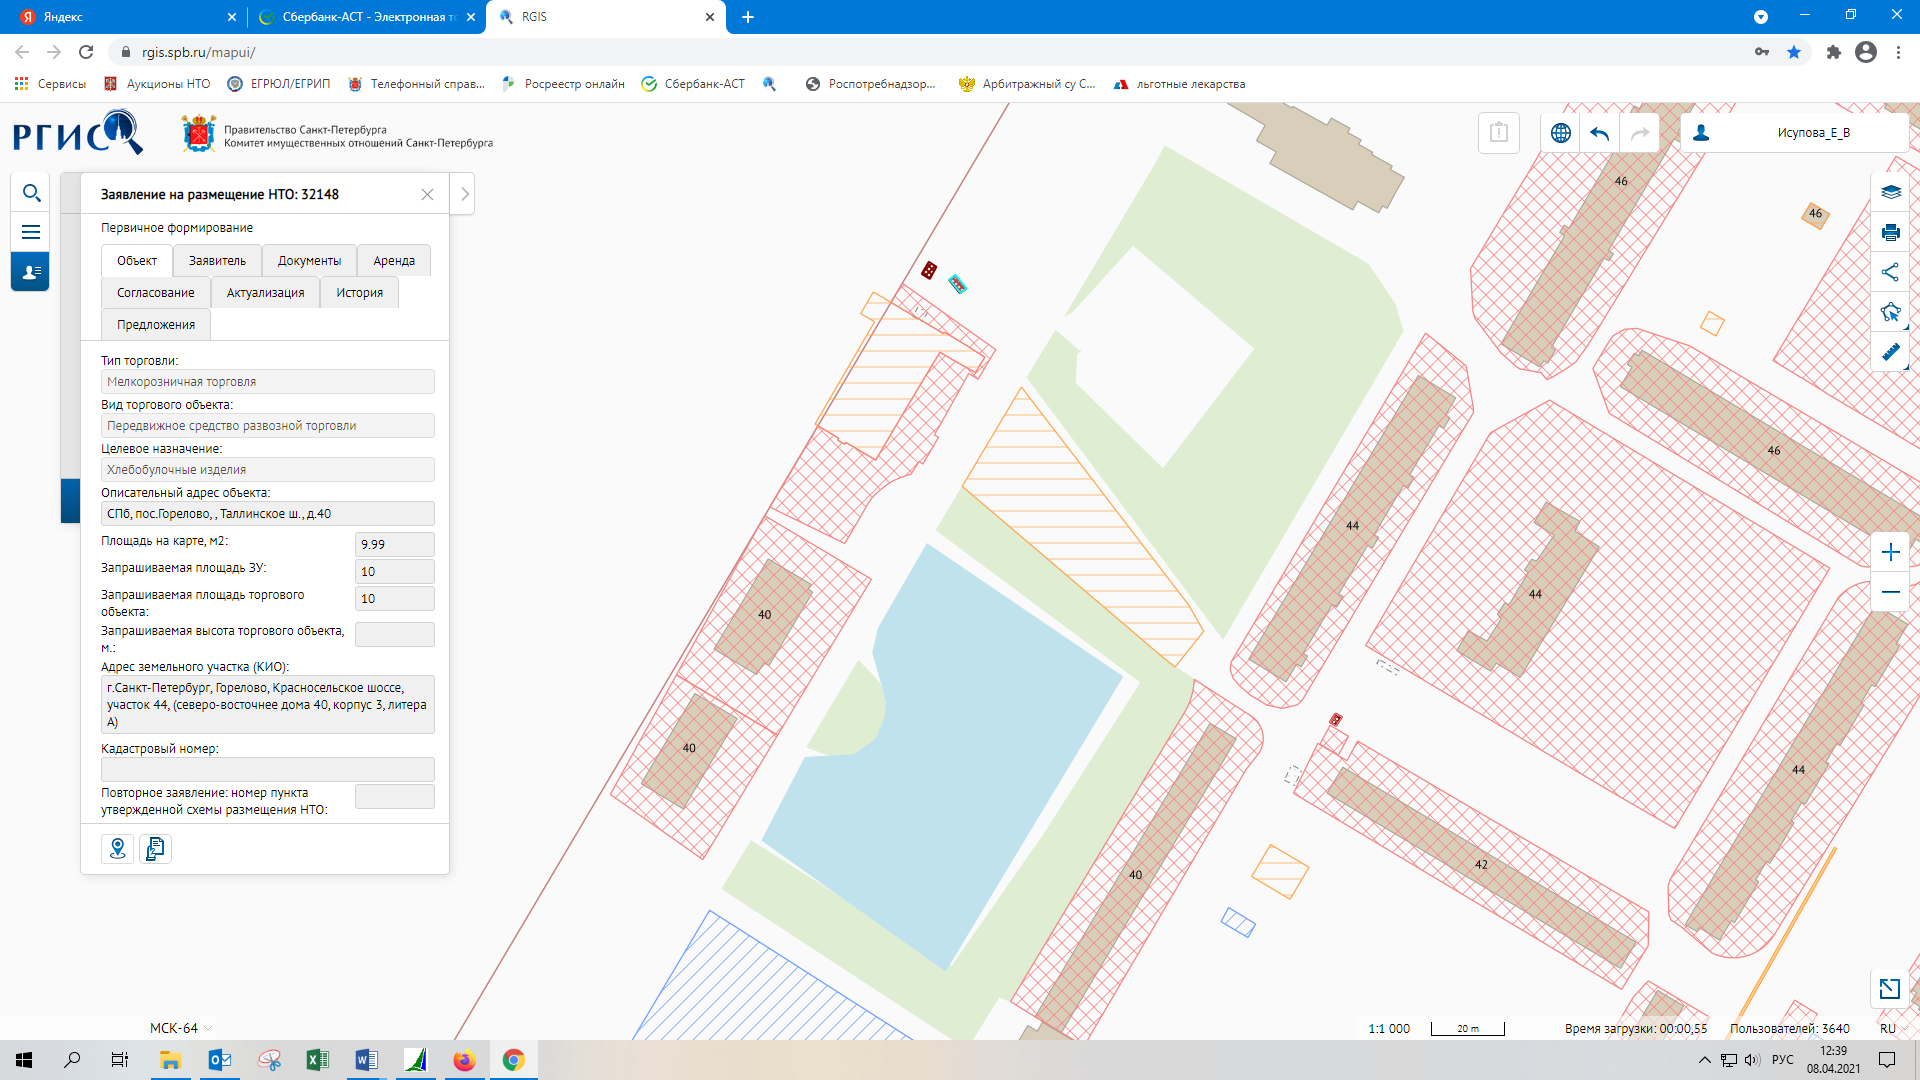 Яндекс
Сбербанк-АСТ - Электронная то
RGIS
rgis.spb.ru/mapui/
Сервисы
Аукционы НТО
ЕГРЮЛ/ЕГРИП
Телефонный справ...
Росреестр онлайн
Сбербанк-АСТ
Роспотребнадзор...
Арбитражный су С...
льготные лекарства
РГИС
Правительство Санкт-Петербурга
Комитет имущественных отношений Санкт-Петербурга
Исупова_Е_В
Заявление на размещение НТО: 32148
Первичное формирование
Объект
Заявитель
Документы
Аренда
Согласование
Актуализация
История
Предложения
Тип торговли:
Мелкорозничная торговля
Вид торгового объекта:
Передвижное средство развозной торговли
Целевое назначение:
Хлебобулочные изделия
Описательный адрес объекта:
СПб, пос.Горелово, , Таллинское ш., д.40
Площадь на карте, м2:
9.99
Запрашиваемая площадь ЗУ:
10
Запрашиваемая площадь торгового
объекта:
10
Запрашиваемая высота торгового объекта,
м.:
Адрес земельного участка (КИО):
г.Санкт-Петербург, Горелово, Красносельское шоссе,
участок 44, (северо-восточнее дома 40, корпус 3, литера
А)
Кадастровый номер:
Повторное заявление: номер пункта
утвержденной схемы размещения НТО:
46
46
46
44
44
44
40
40
40
42
МСК-64
1:1 000
20 m
Время загрузки: 00:00,55
Пользователей: 3640
RU
РУС
12:39
08.04.2021